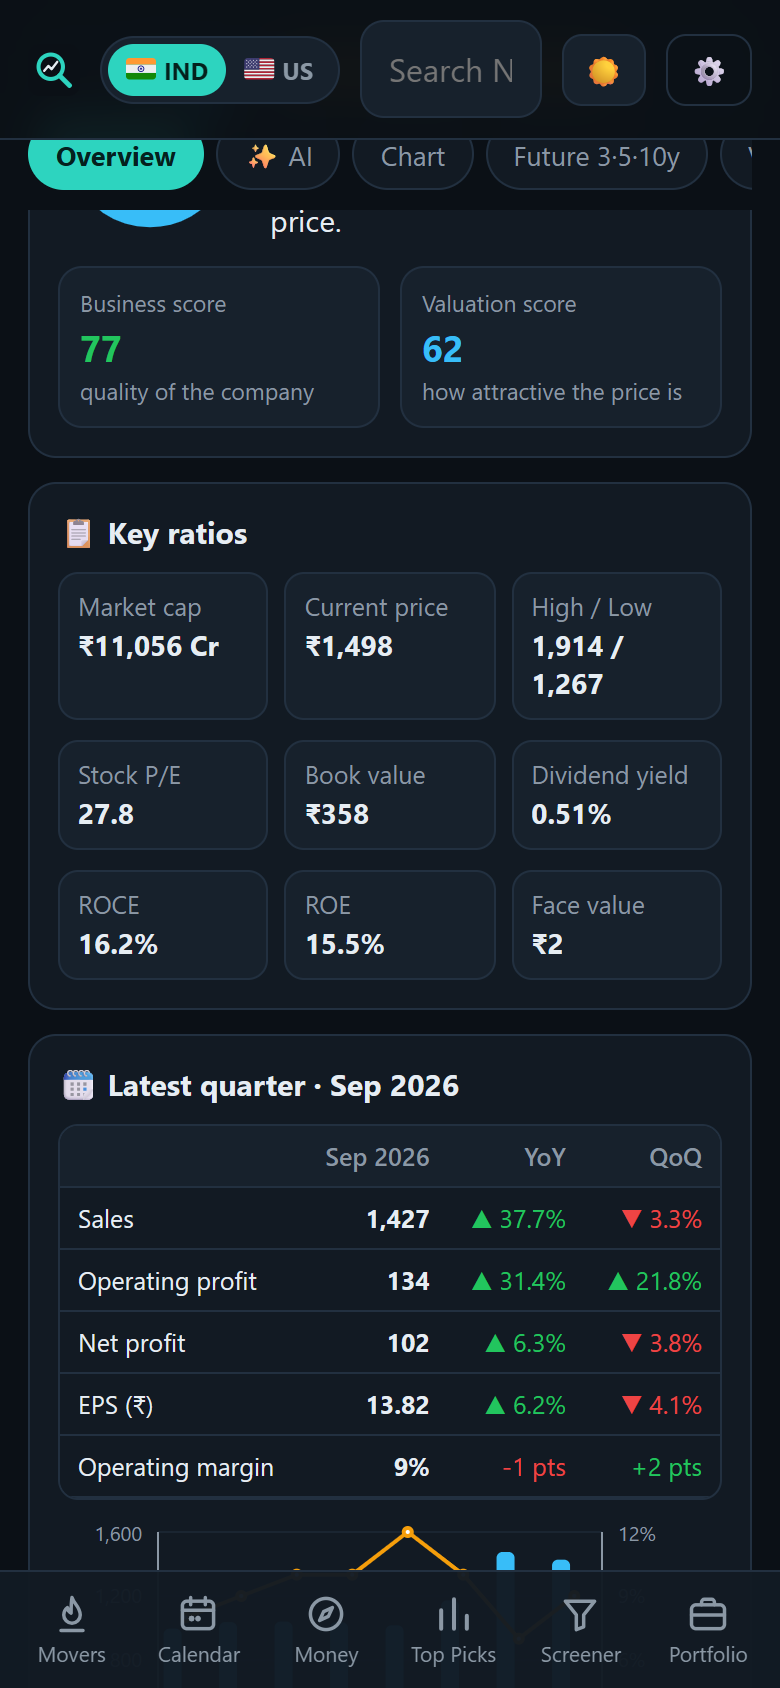 IND
US
Search N
Overview
AI
Chart
Future 3·5·10y
price.
Business score
77
quality of the company
Valuation score
62
how attractive the price is
Key ratios
Market cap
₹11,056 Cr
Current price
₹1,498
High / Low
1,914 /
1,267
Stock P/E
27.8
Book value
₹358
Dividend yield
0.51%
ROCE
16.2%
ROE
15.5%
Face value
₹2
Latest quarter · Sep 2026
Sep 2026 YoY QoQ
Sales 1,427 ▲ 37.7% ▼ 3.3%
Operating profit 134 ▲ 31.4% ▲ 21.8%
Net profit 102 ▲ 6.3% ▼ 3.8%
EPS (₹) 13.82 ▲ 6.2% ▼ 4.1%
Operating margin 9% -1 pts +2 pts
1,600 12%
Movers
Calendar
Money
Top Picks
Screener
Portfolio